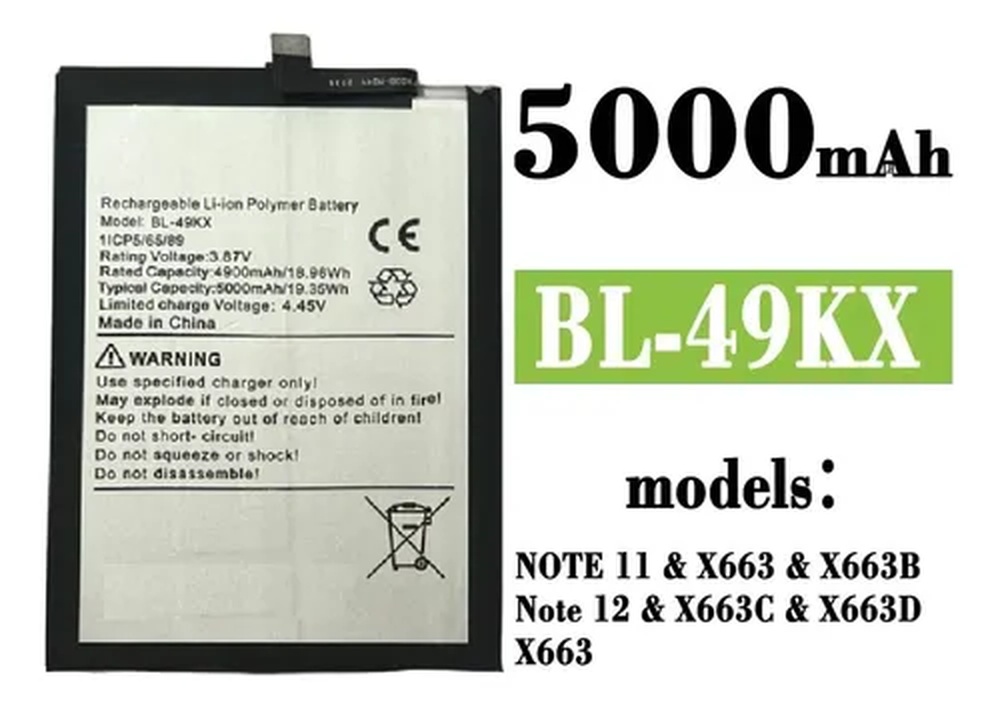 Rechargeable Li-ion Polymer Battery
Model: BL-49KX
1ICP5/65/89
Rating Voltage:3.87V
Rated Capacity:4900mAh/18.96Wh
Typical Capacity:5000mAh/19.35Wh
Limited charge Voltage: 4.45V
Made in China
CE
WARNING
Use specified charger only!
May explode if closed or disposed of in fire!
Keep the battery out of reach of children!
Do not short- circuit!
Do not squeeze or shock!
Do not disassemble!
5000mAh
BL-49KX
models:
NOTE 11 & X663 & X663B
Note 12 & X663C & X663D
X663